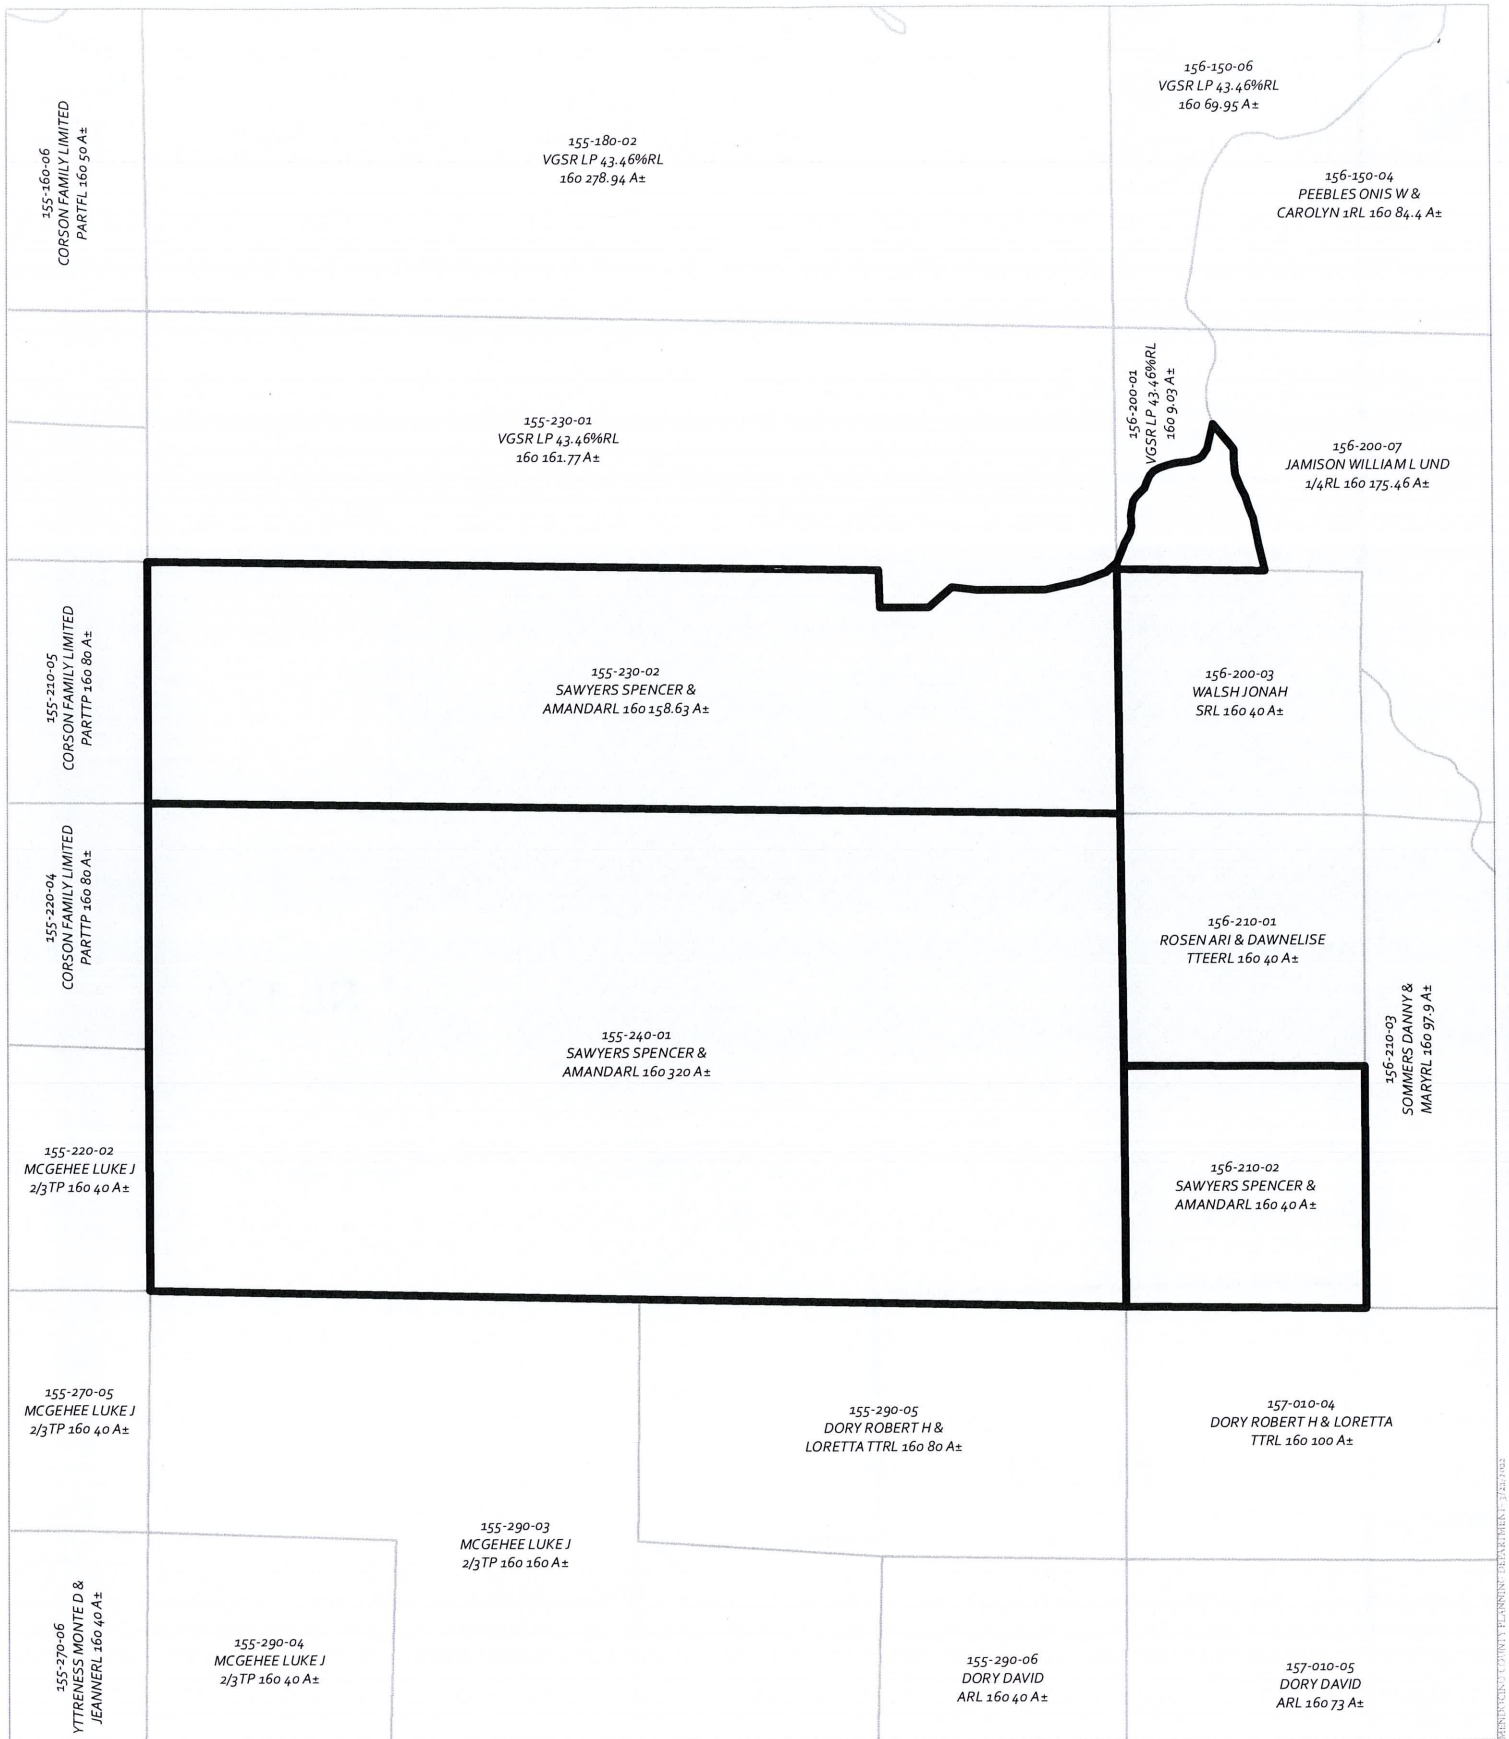 156-150-06
VGSR LP 43.46%RL
160 69.95 A±
155-160-06
CORSON FAMILY LIMITED
PARTFL 160 50 A±
155-180-02
VGSR LP 43.46%RL
160 278.94 A±
156-150-04
PEEBLES ONIS W &
CAROLYN 1RL 160 84.4 A±
156-200-01
VGSR LP 43.46%RL
160 9.03 A±
155-230-01
VGSR LP 43.46%RL
160 161.77 A±
156-200-07
JAMISON WILLIAM L UND
1/4RL 160 175.46 A±
155-210-05
CORSON FAMILY LIMITED
PARTTP 160 80 A±
155-230-02
SAWYERS SPENCER &
AMANDARL 160 158.63 A±
156-200-03
WALSH JONAH
SRL 160 40 A±
155-220-04
CORSON FAMILY LIMITED
PARTTP 160 80 A±
156-210-01
ROSEN ARI & DAWNELISE
TTEERL 160 40 A±
156-210-03
SOMMERS DANNY &
MARYRL 160 97.9 A±
155-240-01
SAWYERS SPENCER &
AMANDARL 160 320 A±
155-220-02
MCGEHEE LUKE J
2/3TP 160 40 A±
156-210-02
SAWYERS SPENCER &
AMANDARL 160 40 A±
155-270-05
MCGEHEE LUKE J
2/3TP 160 40 A±
155-290-05
DORY ROBERT H &
LORETTA TTRL 160 80 A±
157-010-04
DORY ROBERT H & LORETTA
TTRL 160 100 A±
155-290-03
MCGEHEE LUKE J
2/3TP 160 160 A±
155-270-06
YTTRENESS MONTE D &
JEANNERL 160 40 A±
155-290-04
MCGEHEE LUKE J
2/3TP 160 40 A±
155-290-06
DORY DAVID
ARL 160 40 A±
157-010-05
DORY DAVID
ARL 160 73 A±
MENDOCINO COUNTY PLANNING DEPARTMENT- 3/22/2022